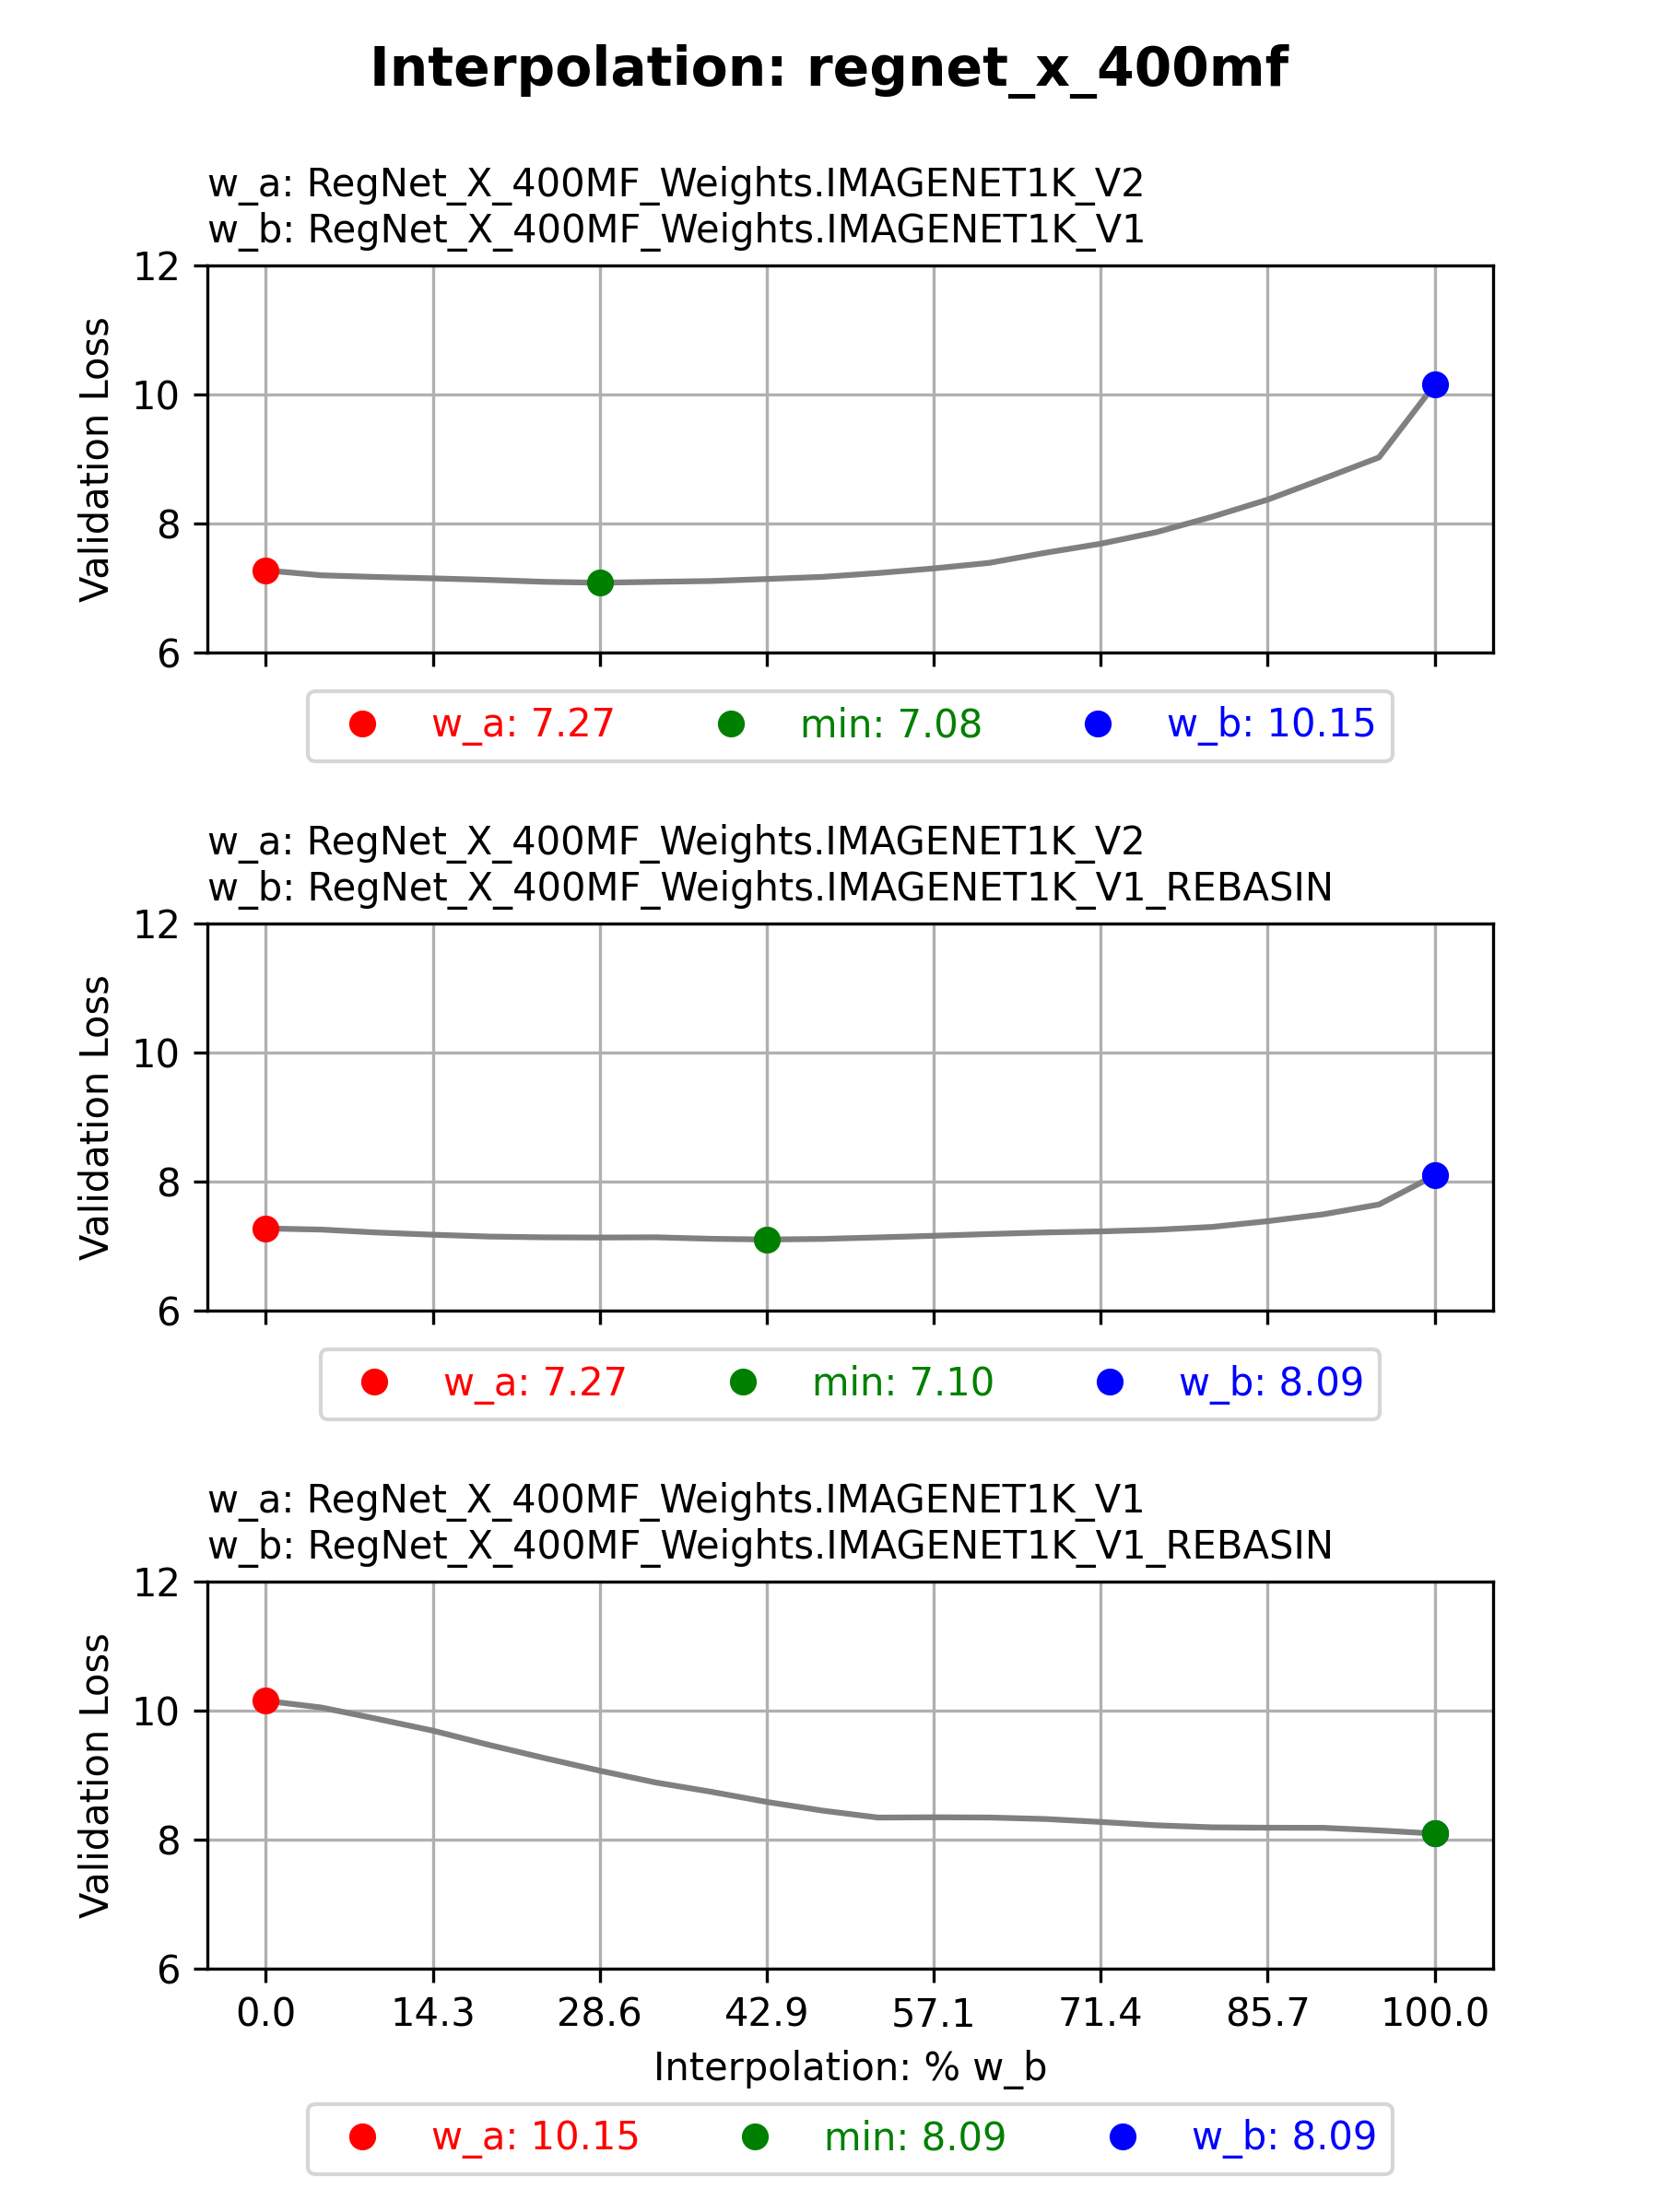 Interpolation: regnet_x_400mf
w_a: RegNet_X_400MF_Weights.IMAGENET1K_V2
w_b: RegNet_X_400MF_Weights.IMAGENET1K_V1
12
10
8
6
Validation Loss
w_a: 7.27 min: 7.08 w_b: 10.15
w_a: RegNet_X_400MF_Weights.IMAGENET1K_V2
w_b: RegNet_X_400MF_Weights.IMAGENET1K_V1_REBASIN
12
10
8
6
Validation Loss
w_a: 7.27 min: 7.10 w_b: 8.09
w_a: RegNet_X_400MF_Weights.IMAGENET1K_V1
w_b: RegNet_X_400MF_Weights.IMAGENET1K_V1_REBASIN
12
10
8
6
Validation Loss
0.0 14.3 28.6 42.9 57.1 71.4 85.7 100.0
Interpolation: % w_b
w_a: 10.15 min: 8.09 w_b: 8.09